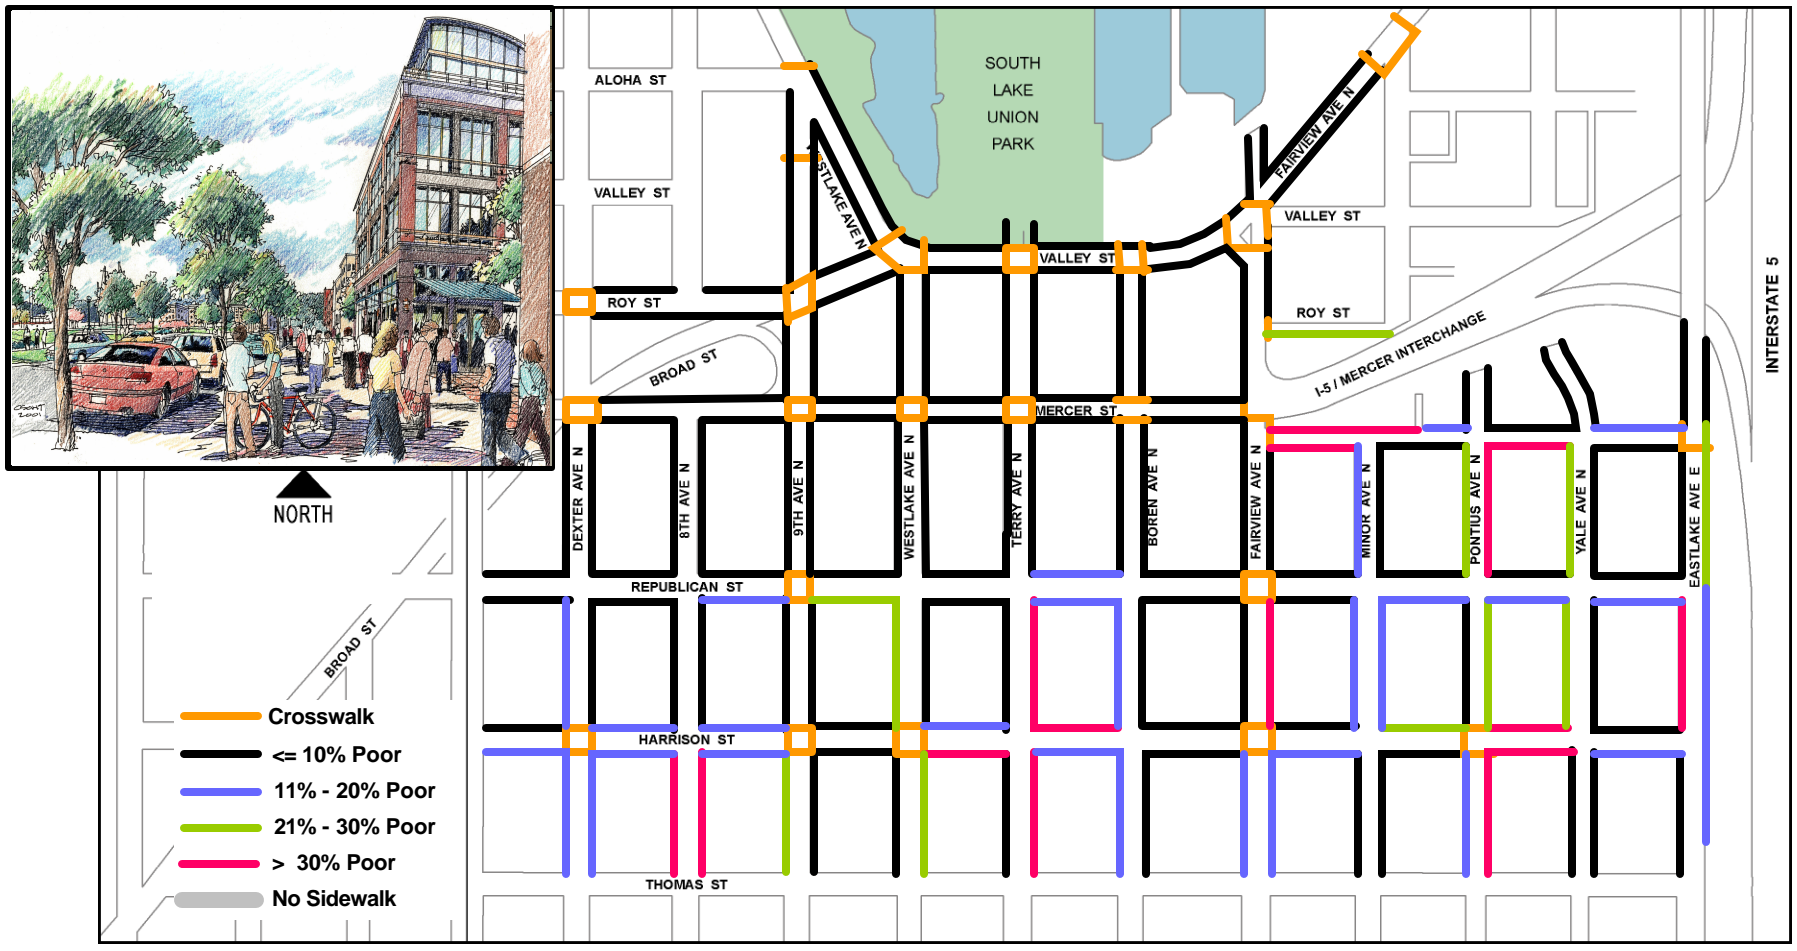 SOUTH
LAKE
UNION
PARK
ALOHA ST
VALLEY ST
FAIRVIEW AVE N
WESTLAKE AVE N
VALLEY ST
VALLEY ST
ROY ST
ROY ST
INTERSTATE 5
BROAD ST
I-5 / MERCER INTERCHANGE
MERCER ST
2001
NORTH
DEXTER AVE N
8TH AVE N
9TH AVE N
WESTLAKE AVE N
TERRY AVE N
BOREN AVE N
FAIRVIEW AVE N
MINOR AVE N
PONTIUS AVE N
YALE AVE N
EASTLAKE AVE E
REPUBLICAN ST
BROAD ST
HARRISON ST
THOMAS ST
Crosswalk
<= 10% Poor
11% - 20% Poor
21% - 30% Poor
> 30% Poor
No Sidewalk